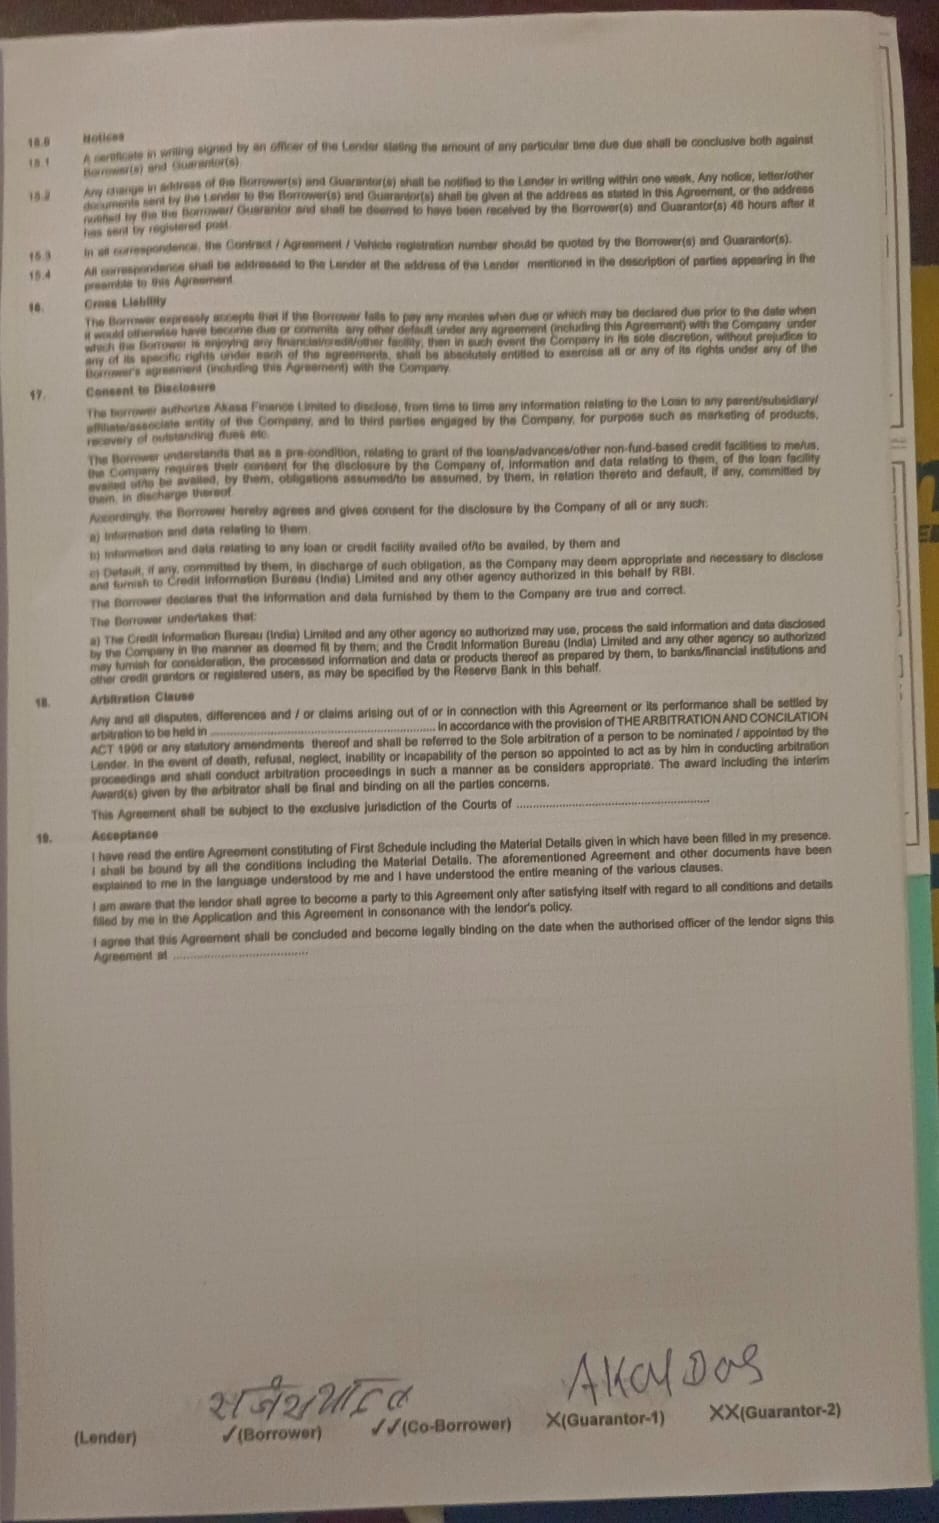 15.0 Notices
15.1 A certificate in writing signed by an officer of the Lender stating the amount of any particular time due due shall be conclusive both against
Borrower(s) and Guarantor(s).
15.2 Any change in address of the Borrower(s) and Guarantor(s) shall be notified to the Lender in writing within one week. Any notice, letter/other
documents sent by the Lender to the Borrower(s) and Guarantor(s) shall be given at the address as stated in this Agreement, or the address
notified by the the Borrower/ Guarantor and shall be deemed to have been received by the Borrower(s) and Guarantor(s) 48 hours after it
has sent by registered post.
15.3 In all correspondence, the Contract / Agreement / Vehicle registration number should be quoted by the Borrower(s) and Guarantor(s).
15.4 All correspondence shall be addressed to the Lender at the address of the Lender mentioned in the description of parties appearing in the
preamble to this Agreement.
16. Cross Liability
The Borrower expressly accepts that if the Borrower fails to pay any monies when due or which may be declared due prior to the date when
it would otherwise have become due or commits any other default under any agreement (including this Agreement) with the Company under
which the Borrower is enjoying any financial/credit/other facility, then in such event the Company in its sole discretion, without prejudice to
any of its specific rights under each of the agreements, shall be absolutely entitled to exercise all or any of its rights under any of the
Borrower's agreement (including this Agreement) with the Company.
17. Consent to Disclosure
The borrower authorize Akasa Finance Limited to disclose, from time to time any information relating to the Loan to any parent/subsidiary/
affiliate/associate entity of the Company, and to third parties engaged by the Company, for purpose such as marketing of products,
recovery of outstanding dues etc.
The Borrower understands that as a pre-condition, relating to grant of the loans/advances/other non-fund-based credit facilities to me/us,
the Company requires their consent for the disclosure by the Company of, information and data relating to them, of the loan facility
availed of/to be availed, by them, obligations assumed/to be assumed, by them, in relation thereto and default, if any, committed by
them, in discharge thereof.
Accordingly, the Borrower hereby agrees and gives consent for the disclosure by the Company of all or any such:
a) Information and data relating to them,
b) Information and data relating to any loan or credit facility availed of/to be availed, by them and
c) Default, if any, committed by them, in discharge of such obligation, as the Company may deem appropriate and necessary to disclose
and furnish to Credit Information Bureau (India) Limited and any other agency authorized in this behalf by RBI.
The Borrower declares that the information and data furnished by them to the Company are true and correct.
The Borrower undertakes that:
a) The Credit Information Bureau (India) Limited and any other agency so authorized may use, process the said information and data disclosed
by the Company in the manner as deemed fit by them; and the Credit Information Bureau (India) Limited and any other agency so authorized
may furnish for consideration, the processed information and data or products thereof as prepared by them, to banks/financial institutions and
other credit grantors or registered users, as may be specified by the Reserve Bank in this behalf.
18. Arbitration Clause
Any and all disputes, differences and / or claims arising out of or in connection with this Agreement or its performance shall be settled by
arbitration to be held in ........................................ in accordance with the provision of THE ARBITRATION AND CONCILATION
ACT 1996 or any statutory amendments thereof and shall be referred to the Sole arbitration of a person to be nominated / appointed by the
Lender. In the event of death, refusal, neglect, inability or incapability of the person so appointed to act as by him in conducting arbitration
proceedings and shall conduct arbitration proceedings in such a manner as be considers appropriate. The award including the interim
Award(s) given by the arbitrator shall be final and binding on all the parties concerns.
This Agreement shall be subject to the exclusive jurisdiction of the Courts of ........................................
19. Acceptance
I have read the entire Agreement constituting of First Schedule including the Material Details given in which have been filled in my presence.
I shall be bound by all the conditions including the Material Details. The aforementioned Agreement and other documents have been
explained to me in the language understood by me and I have understood the entire meaning of the various clauses.
I am aware that the lendor shall agree to become a party to this Agreement only after satisfying itself with regard to all conditions and details
filled by me in the Application and this Agreement in consonance with the lendor's policy.
I agree that this Agreement shall be concluded and become legally binding on the date when the authorised officer of the lendor signs this
Agreement at ........................................
AKAY DaS
(Lender) ✓(Borrower) ✓✓(Co-Borrower) X(Guarantor-1) XX(Guarantor-2)